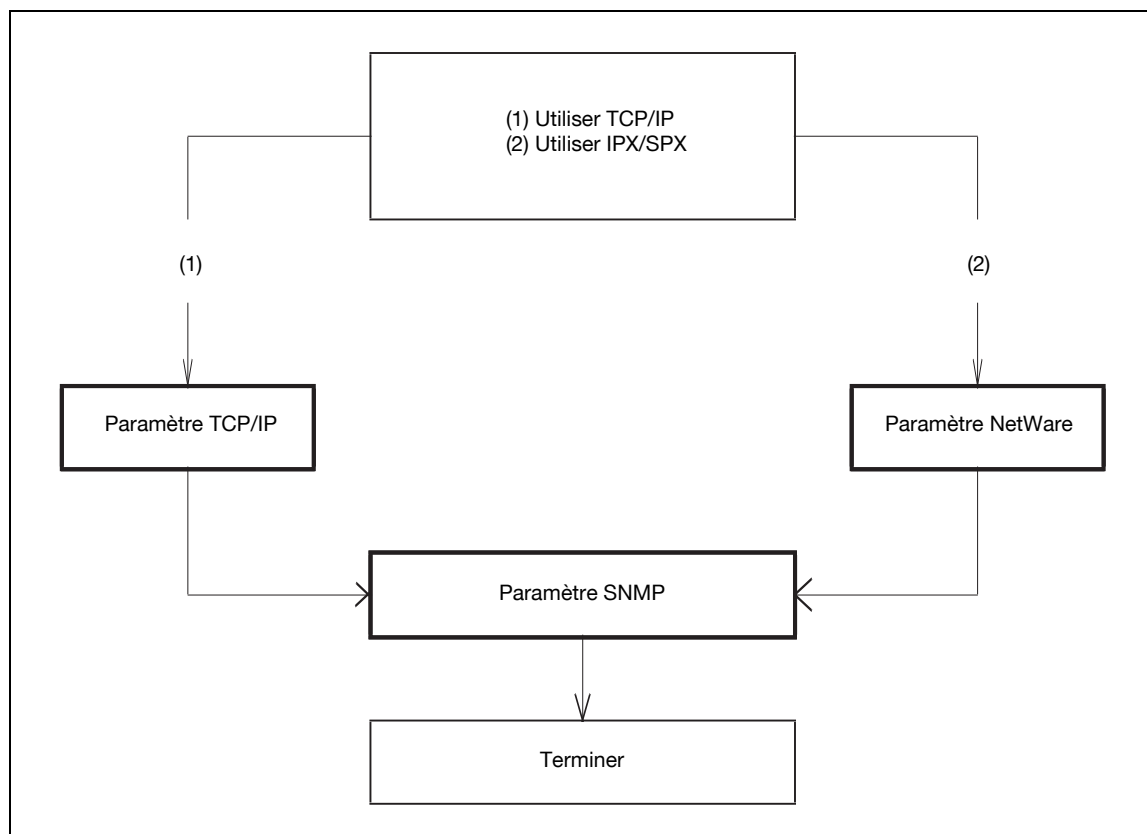 (1) Utiliser TCP/IP
(2) Utiliser IPX/SPX
(1)
(2)
Paramètre TCP/IP
Paramètre NetWare
Paramètre SNMP
Terminer